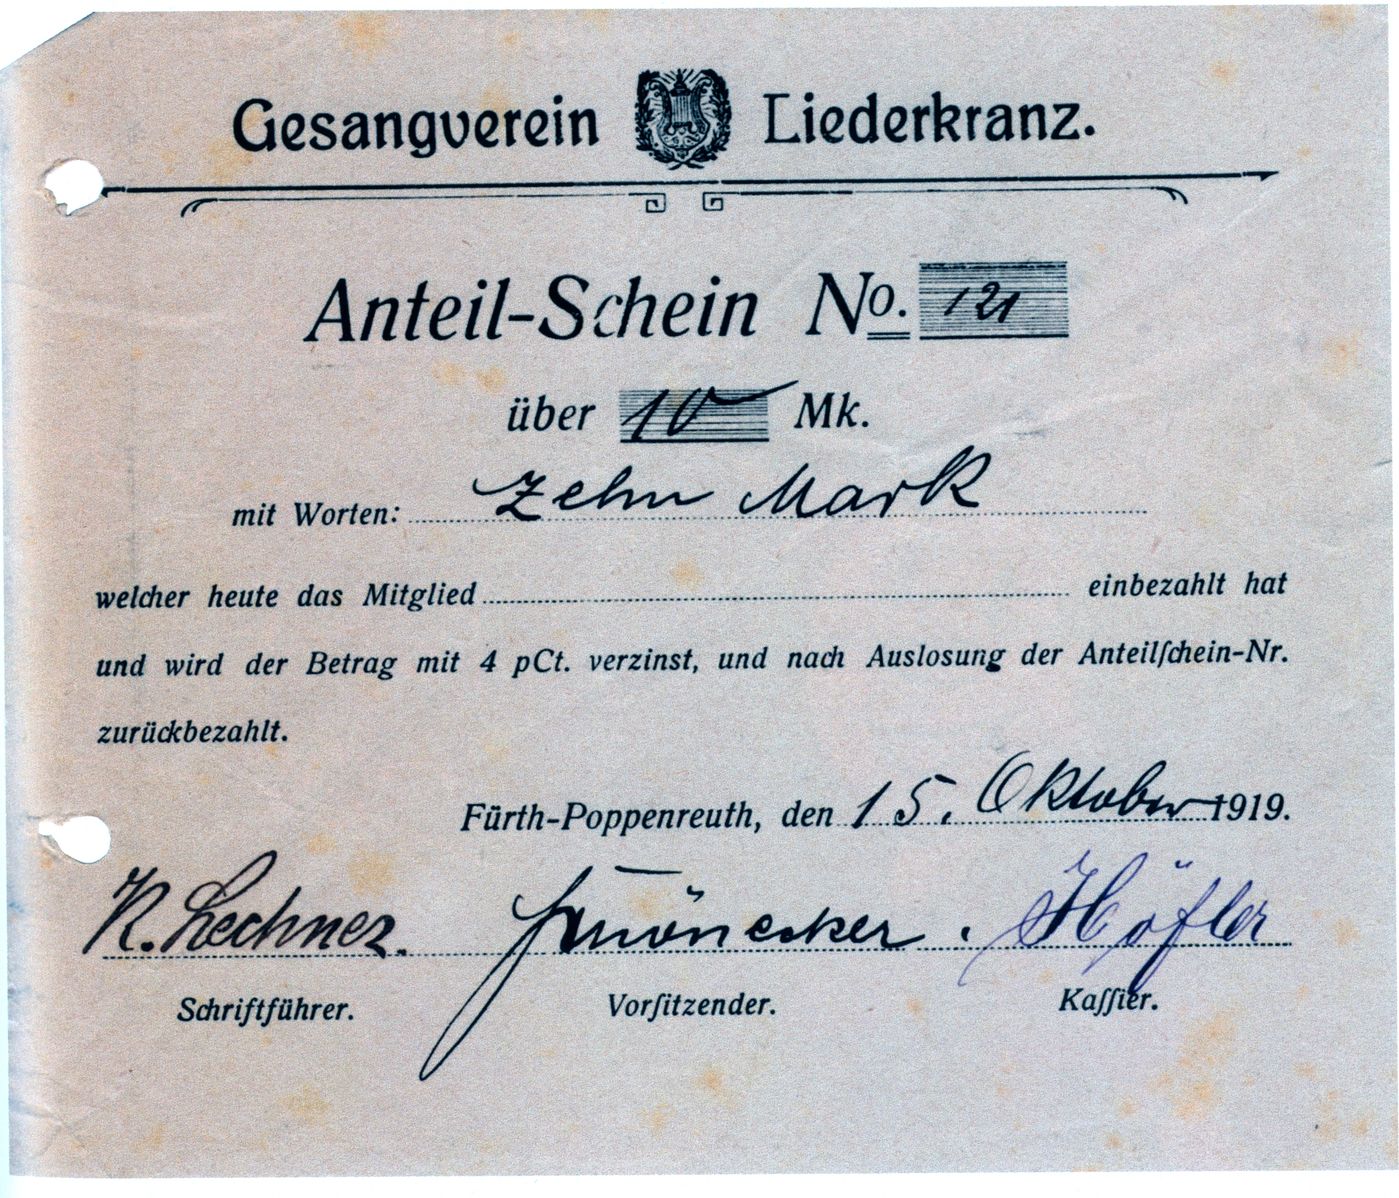 Gesangverein Liederkranz.
Anteil-Schein No. 121
über 10 Mk.
mit Worten: Zehn Mark
welcher heute das Mitglied einbezahlt hat
und wird der Betrag mit 4 pCt. verzinst, und nach Auslosung der Anteilſchein-Nr.
zurückbezahlt.
Fürth-Poppenreuth, den 15. Oktober 1919.
K. Lechner. Höfler
Schriftführer. Vorſitzender. Kaſſier.